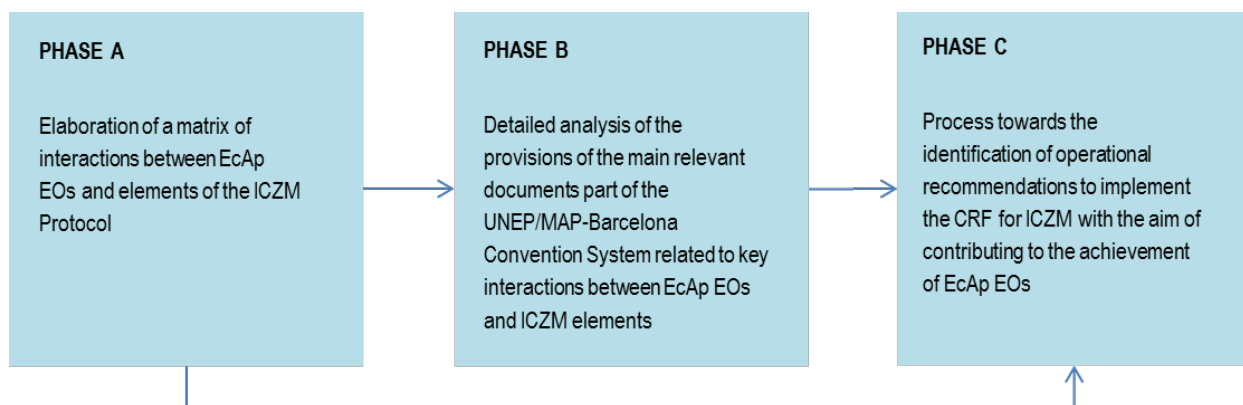 PHASE A
Elaboration of a matrix of
interactions between EcAp
EOs and elements of the ICZM
Protocol
PHASE B
Detailed analysis of the
provisions of the main relevant
documents part of the
UNEP/MAP-Barcelona
Convention System related to key
interactions between EcAp EOs
and ICZM elements
PHASE C
Process towards the
identification of operational
recommendations to implement
the CRF for ICZM with the aim of
contributing to the achievement
of EcAp EOs